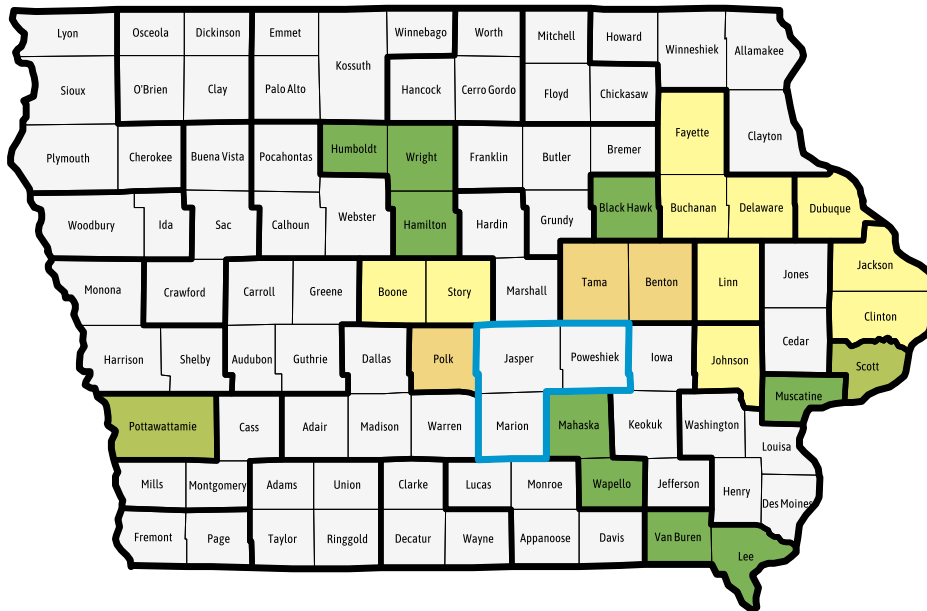 Lyon
Osceola
Dickinson
Emmet
Kossuth
Winnebago
Worth
Mitchell
Howard
Winneshiek
Allamakee
Sioux
O'Brien
Clay
Palo Alto
Hancock
Cerro Gordo
Floyd
Chickasaw
Fayette
Clayton
Plymouth
Cherokee
Buena Vista
Pocahontas
Humboldt
Wright
Franklin
Butler
Bremer
Woodbury
Ida
Sac
Calhoun
Webster
Hamilton
Hardin
Grundy
Black Hawk
Buchanan
Delaware
Dubuque
Monona
Crawford
Carroll
Greene
Boone
Story
Marshall
Tama
Benton
Linn
Jones
Jackson
Clinton
Harrison
Shelby
Audubon
Guthrie
Dallas
Polk
Jasper
Poweshiek
Iowa
Johnson
Cedar
Scott
Muscatine
Pottawattamie
Cass
Adair
Madison
Warren
Marion
Mahaska
Keokuk
Washington
Louisa
Mills
Montgomery
Adams
Union
Clarke
Lucas
Monroe
Wapello
Jefferson
Henry
Des Moines
Fremont
Page
Taylor
Ringgold
Decatur
Wayne
Appanoose
Davis
Van Buren
Lee